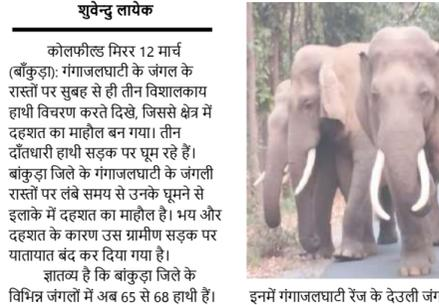 शुवेन्दु लायेक
कोलफील्ड मिरर 12 मार्च
(बाँकुड़ा): गंगाजलघाटी के जंगल के
रास्तों पर सुबह से ही तीन विशालकाय
हाथी विचरण करते दिखे, जिससे क्षेत्र में
दहशत का माहौल बन गया। तीन
दाँतधारी हाथी सड़क पर घूम रहे हैं।
बांकुड़ा जिले के गंगाजलघाटी के जंगली
रास्तों पर लंबे समय से उनके घूमने से
इलाके में दहशत का माहौल है। भय और
दहशत के कारण उस ग्रामीण सड़क पर
यातायात बंद कर दिया गया है।
ज्ञातव्य है कि बांकुड़ा जिले के
विभिन्न जंगलों में अब 65 से 68 हाथी हैं।
इनमें गंगाजलघाटी रेंज के देउली